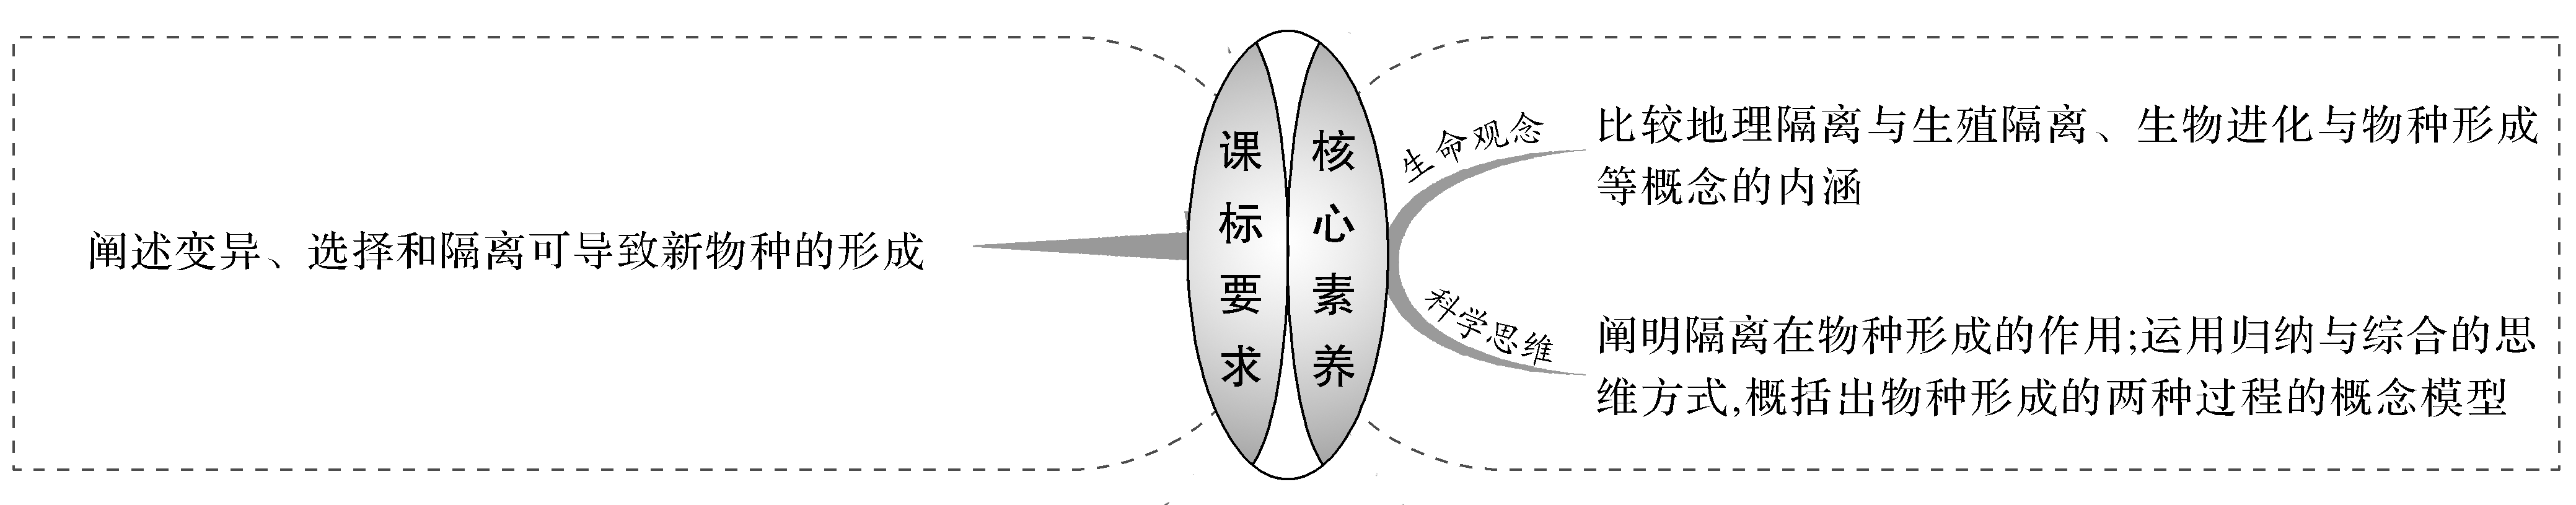 阐述变异、选择和隔离可导致新物种的形成
课标要求
核心素养
生命观念
比较地理隔离与生殖隔离、生物进化与物种形成
等概念的内涵
科学思维
阐明隔离在物种形成的作用;运用归纳与综合的思
维方式,概括出物种形成的两种过程的概念模型